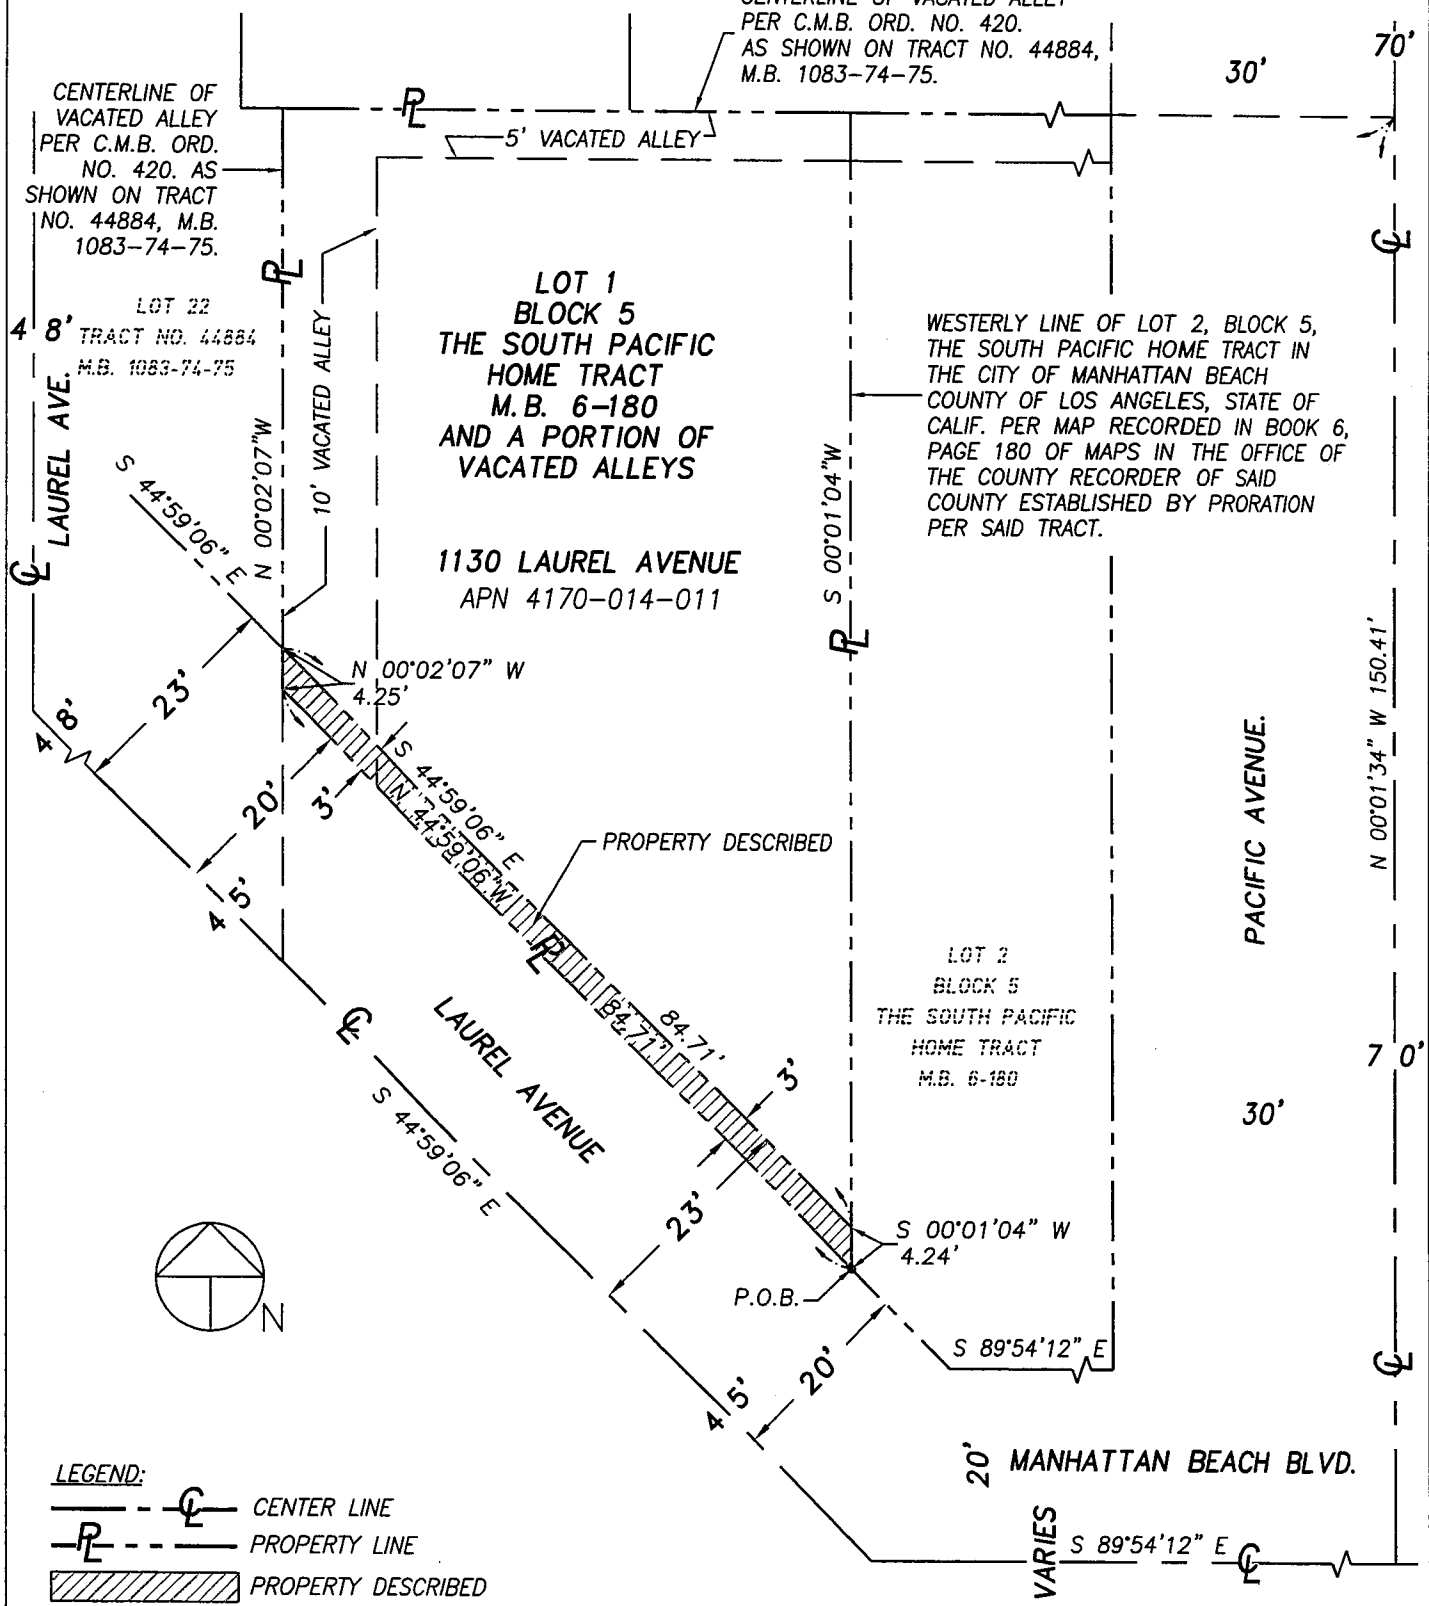 PER C.M.B. ORD. NO. 420.
AS SHOWN ON TRACT NO. 44884,
M.B. 1083-74-75.
30'
70'
CENTERLINE OF
VACATED ALLEY
PER C.M.B. ORD.
NO. 420. AS
SHOWN ON TRACT
NO. 44884, M.B.
1083-74-75.
PL
5' VACATED ALLEY
CL
PL
LOT 22
TRACT NO. 44884
M.B. 1083-74-75
4 8'
LAUREL AVE.
CL
N 00°02'07"W
10' VACATED ALLEY
LOT 1
BLOCK 5
THE SOUTH PACIFIC
HOME TRACT
M.B. 6-180
AND A PORTION OF
VACATED ALLEYS
1130 LAUREL AVENUE
APN 4170-014-011
S 00°01'04"W
PL
WESTERLY LINE OF LOT 2, BLOCK 5,
THE SOUTH PACIFIC HOME TRACT IN
THE CITY OF MANHATTAN BEACH
COUNTY OF LOS ANGELES, STATE OF
CALIF. PER MAP RECORDED IN BOOK 6,
PAGE 180 OF MAPS IN THE OFFICE OF
THE COUNTY RECORDER OF SAID
COUNTY ESTABLISHED BY PRORATION
PER SAID TRACT.
S 44°59'06" E
N 00°02'07" W
4.25'
23'
4 8'
20'
3'
S 44°59'06" E
N 44°59'06"W
PROPERTY DESCRIBED
PL
4 5'
CL
LAUREL AVENUE
S 44°59'06" E
84.71'
84.71'
3'
23'
LOT 2
BLOCK 5
THE SOUTH PACIFIC
HOME TRACT
M.B. 6-180
PACIFIC AVENUE.
N 00°01'34" W 150.41'
7 0'
30'
S 00°01'04" W
4.24'
P.O.B.
N
20'
4 5'
S 89°54'12" E
CL
20'
MANHATTAN BEACH BLVD.
VARIES
S 89°54'12" E
CL
LEGEND:
CL CENTER LINE
PL PROPERTY LINE
PROPERTY DESCRIBED